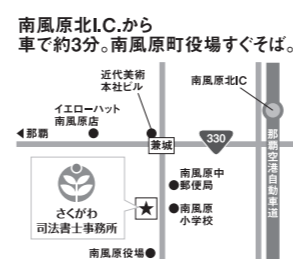 南風原北I.C.から
車で約3分。南風原町役場すぐそば。
近代美術
本社ビル
南風原北IC
イエローハット
南風原店
◀那覇
兼城
330
那覇空港自動車道
南風原中
郵便局
さくがわ
司法書士事務所
南風原
小学校
南風原役場